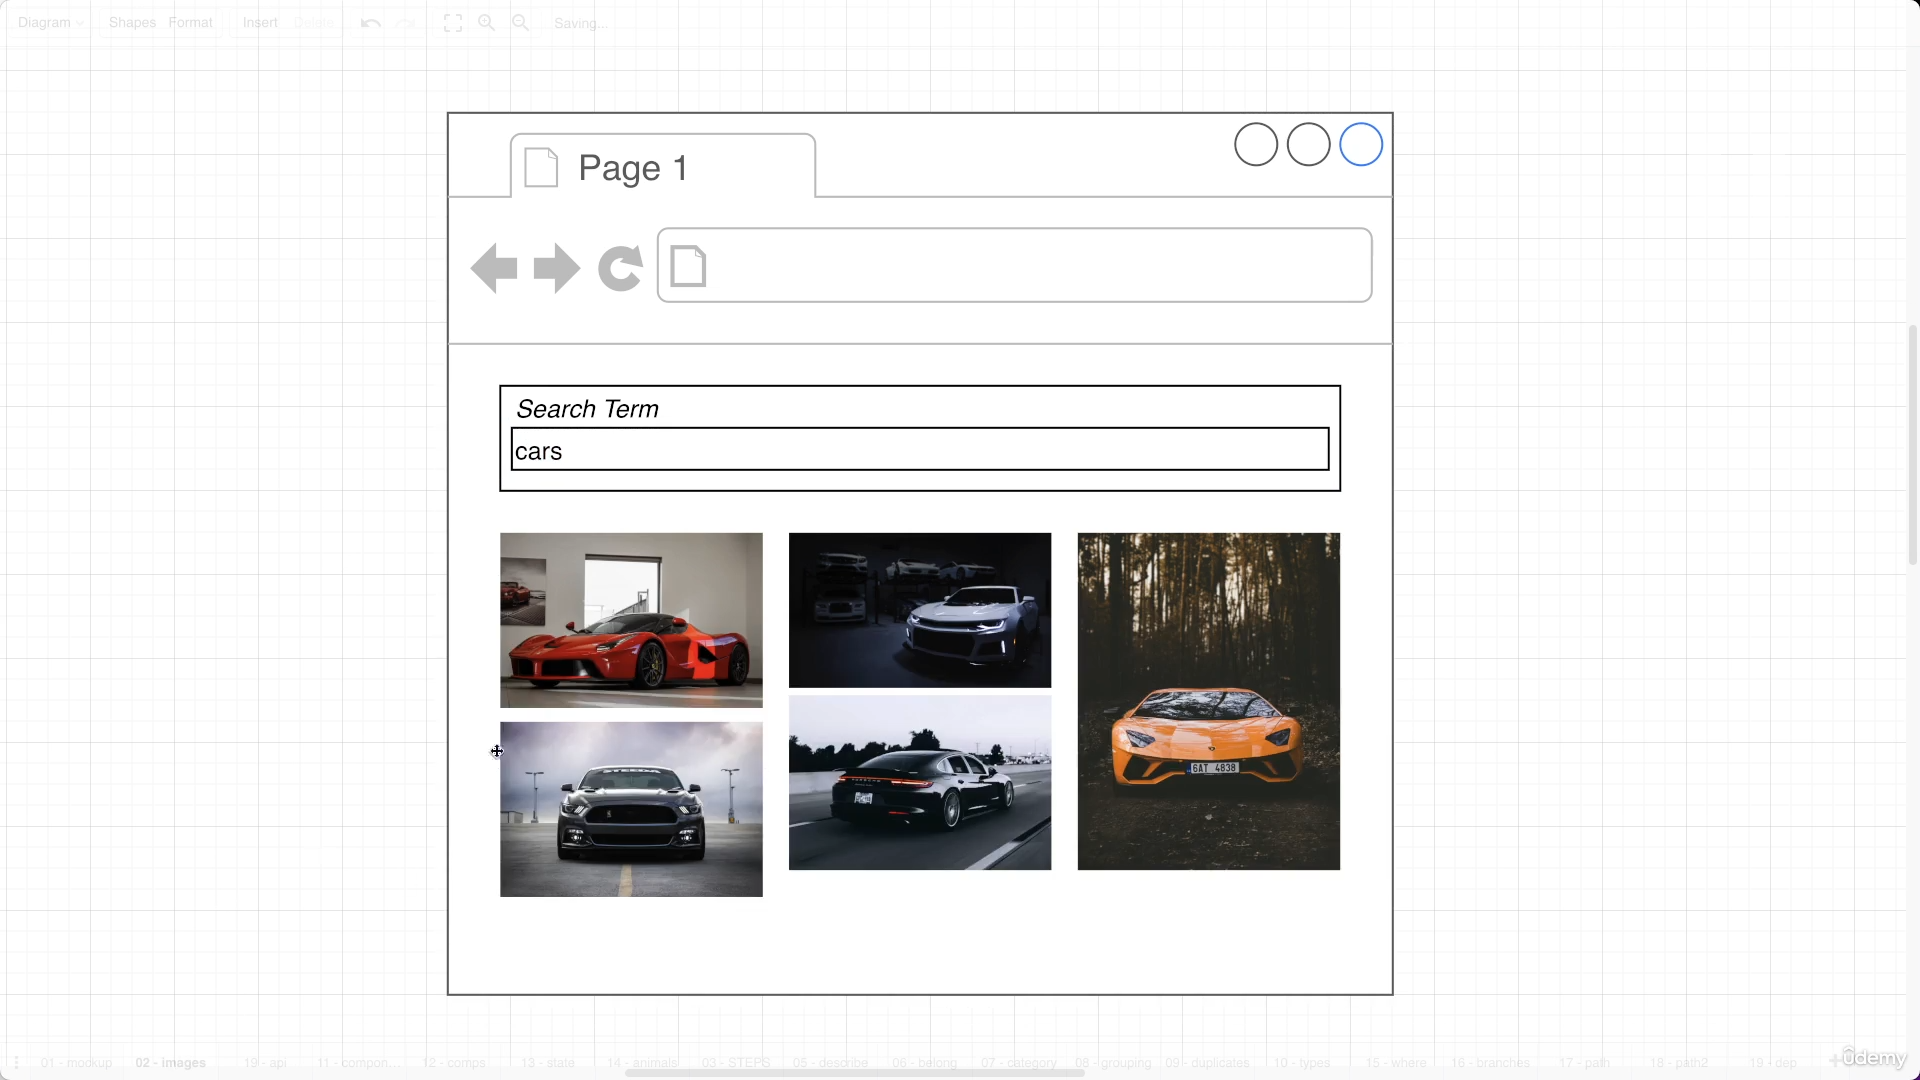 Diagram Shapes Format Insert Delete Saving...
Page 1
Search Term
cars
STEEDA
6AT 4838
01 - mockup 02 - images 19 - api 11 - compon... 12 - comps 13 - state 14 - animals 03 - STEPS 05 - describe 06 - belong 07 - category 08 - grouping 09 - duplicates 10 - types 15 - where 16 - branches 17 - path 18 - path2 19 - dep
ûdemy